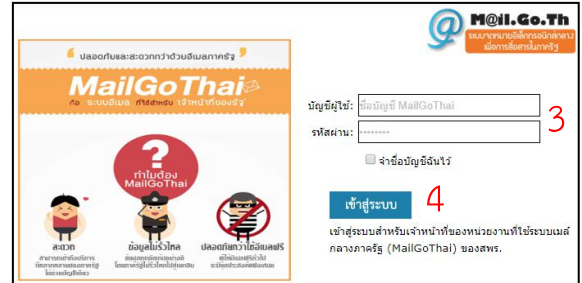 M@il.Go.Th
ระบบจดหมายอิเล็กทรอนิกส์กลาง
เพื่อการสื่อสารในภาครัฐ
ปลอดภัยและสะดวกกว่าด้วยอีเมลภาครัฐ
MailGoThai
คือ ระบบอีเมล ที่ใช้สำหรับ เจ้าหน้าที่ของรัฐ
ทำไมต้อง
MailGoThai
สะดวก
ข้อมูลไม่รั่วไหล
ปลอดภัยกว่าใช้อีเมลฟรี
บัญชีผู้ใช้: ชื่อบัญชี MailGoThai
รหัสผ่าน: --------
3
จำชื่อบัญชีฉันไว้
เข้าสู่ระบบ 4
เข้าสู่ระบบสำหรับเจ้าหน้าที่ของหน่วยงานที่ใช้ระบบเมล์
กลางภาครัฐ (MailGoThai) ของสพร.